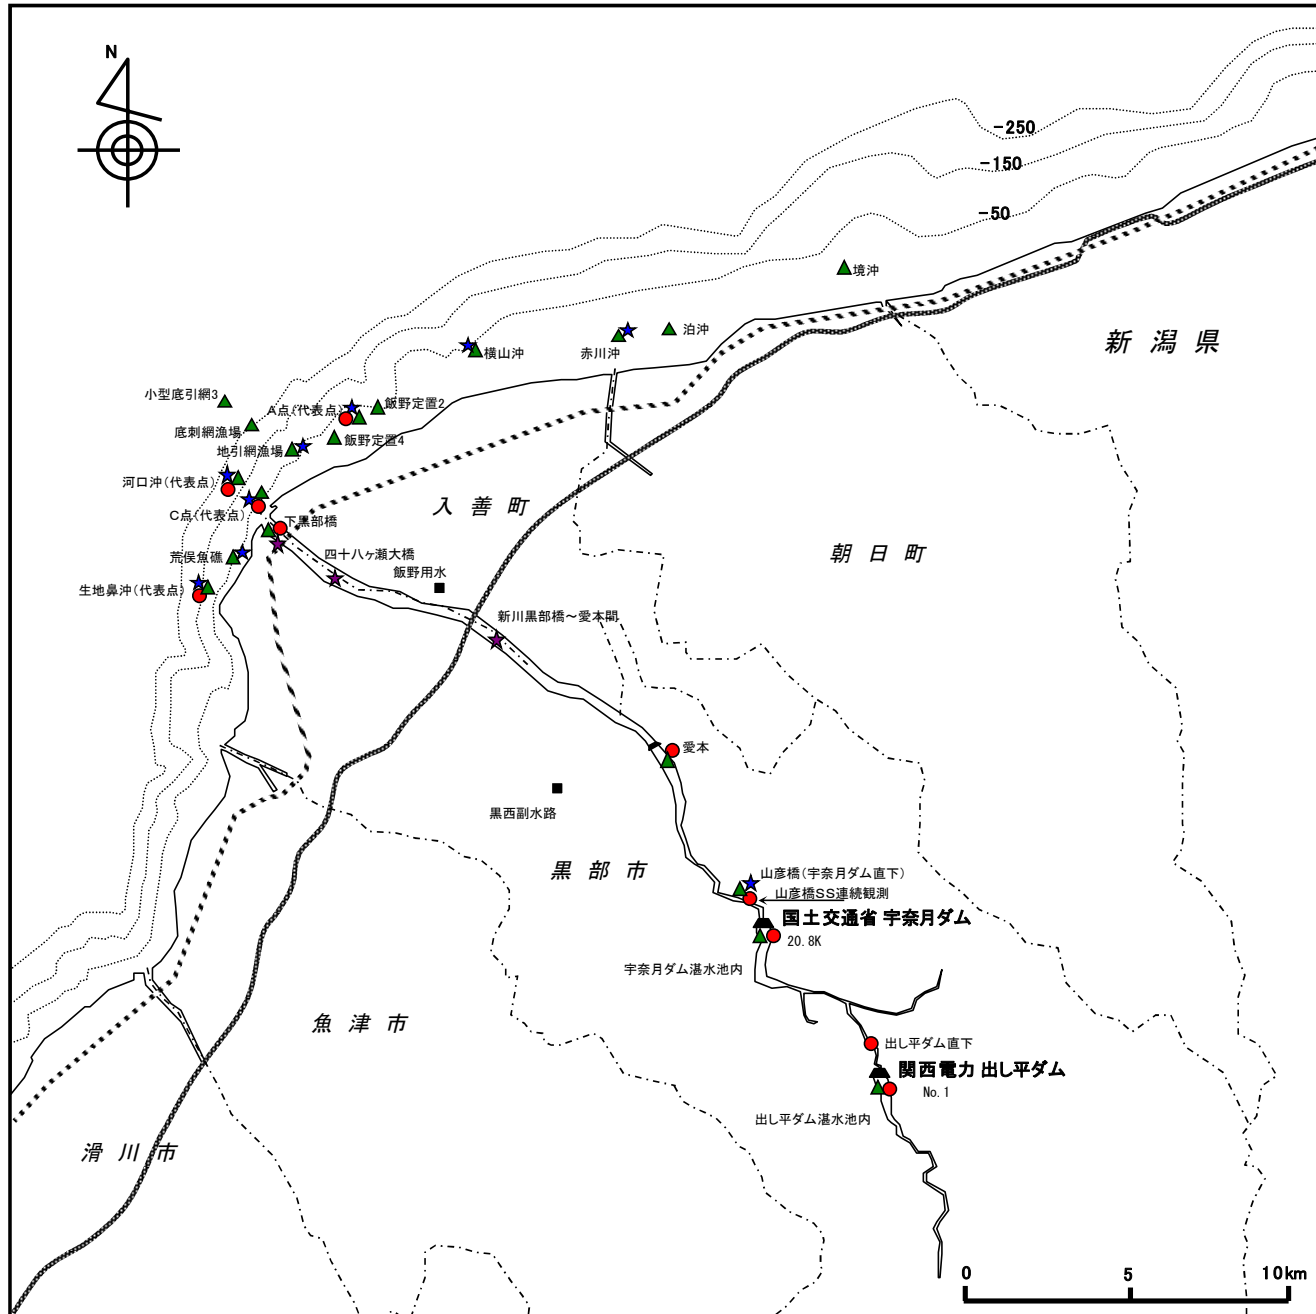 N
-250
-150
-50
境沖
新潟県
泊沖
赤川沖
横山沖
小型底引網3
A点(代表点)
飯野定置2
底刺網漁場
飯野定置4
地引網漁場
河口沖(代表点)
C点(代表点)
下黒部橋
入善町
朝日町
荒俣魚礁
四十八ヶ瀬大橋
飯野用水
生地鼻沖(代表点)
新川黒部橋～愛本間
愛本
黒西副水路
黒部市
山彦橋(宇奈月ダム直下)
山彦橋SS連続観測
国土交通省 宇奈月ダム
20.8K
宇奈月ダム湛水池内
魚津市
出し平ダム直下
関西電力 出し平ダム
No.1
出し平ダム湛水池内
滑川市
0 5 10km